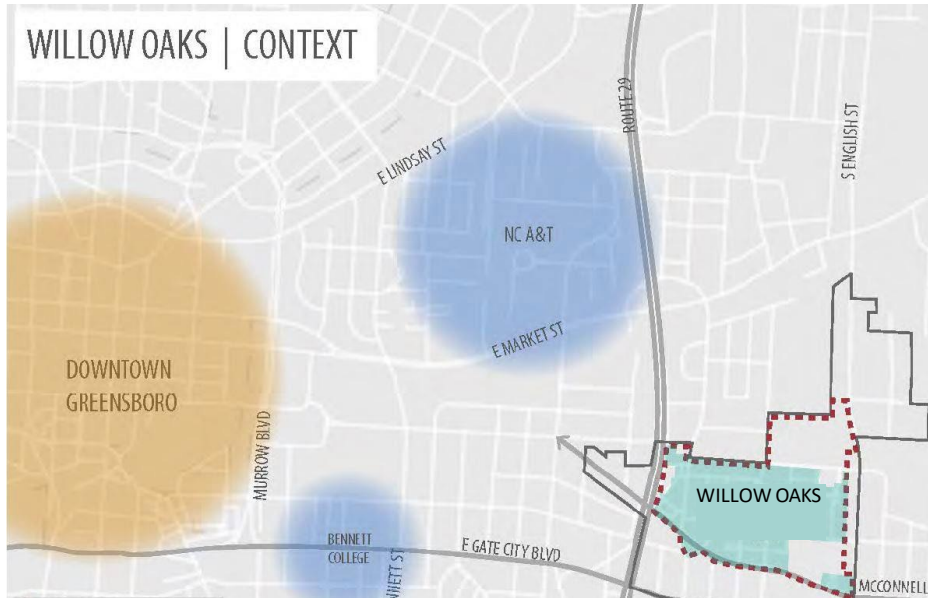 WILLOW OAKS | CONTEXT
ROUTE 29
S ENGLISH ST
E LINDSAY ST
NC A&T
E MARKET ST
DOWNTOWN
GREENSBORO
MURROW BLVD
WILLOW OAKS
BENNETT
COLLEGE
E GATE CITY BLVD
MCCONNELL